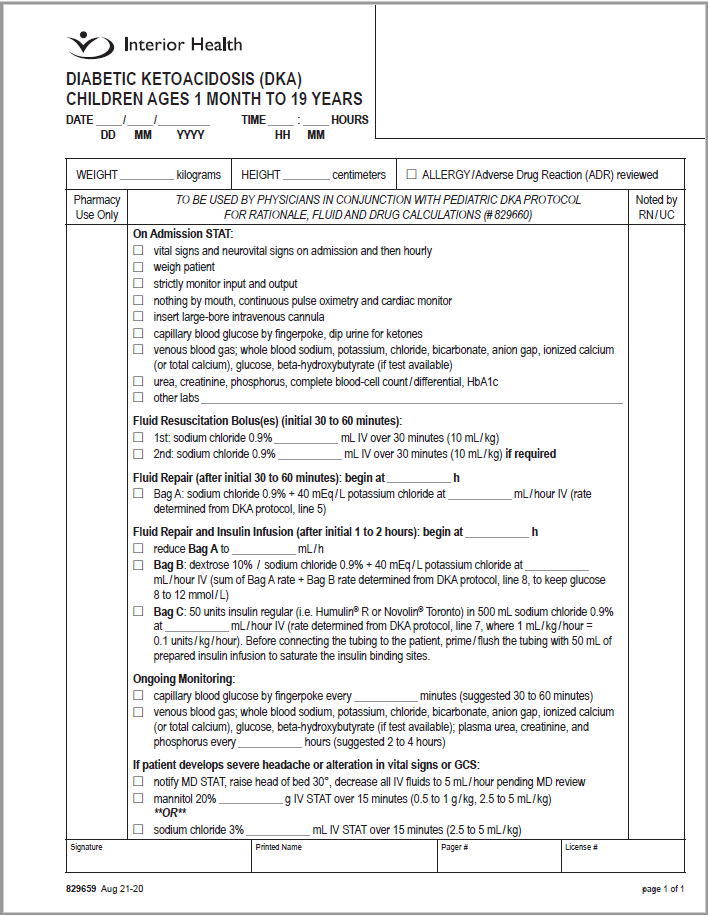 Interior Health
DIABETIC KETOACIDOSIS (DKA)
CHILDREN AGES 1 MONTH TO 19 YEARS
DATE ____/____/________ TIME ____ : ____ HOURS
DD MM YYYY HH MM
WEIGHT __________ kilograms HEIGHT ________ centimeters ☐ ALLERGY/Adverse Drug Reaction (ADR) reviewed
Pharmacy Use Only
TO BE USED BY PHYSICIANS IN CONJUNCTION WITH PEDIATRIC DKA PROTOCOL
FOR RATIONALE, FLUID AND DRUG CALCULATIONS (# 829660)
Noted by RN/UC
On Admission STAT:
☐ vital signs and neurovital signs on admission and then hourly
☐ weigh patient
☐ strictly monitor input and output
☐ nothing by mouth, continuous pulse oximetry and cardiac monitor
☐ insert large-bore intravenous cannula
☐ capillary blood glucose by fingerpoke, dip urine for ketones
☐ venous blood gas; whole blood sodium, potassium, chloride, bicarbonate, anion gap, ionized calcium
(or total calcium), glucose, beta-hydroxybutyrate (if test available)
☐ urea, creatinine, phosphorus, complete blood-cell count/differential, HbA1c
☐ other labs ____________________
Fluid Resuscitation Bolus(es) (initial 30 to 60 minutes):
☐ 1st: sodium chloride 0.9% __________ mL IV over 30 minutes (10 mL/kg)
☐ 2nd: sodium chloride 0.9% __________ mL IV over 30 minutes (10 mL/kg) if required
Fluid Repair (after initial 30 to 60 minutes): begin at __________ h
☐ Bag A: sodium chloride 0.9% + 40 mEq/L potassium chloride at __________ mL/hour IV (rate
determined from DKA protocol, line 5)
Fluid Repair and Insulin Infusion (after initial 1 to 2 hours): begin at __________ h
☐ reduce Bag A to __________ mL/h
☐ Bag B: dextrose 10% / sodium chloride 0.9% + 40 mEq/L potassium chloride at __________
mL/hour IV (sum of Bag A rate + Bag B rate determined from DKA protocol, line 8, to keep glucose
8 to 12 mmol/L)
☐ Bag C: 50 units insulin regular (i.e. Humulin® R or Novolin® Toronto) in 500 mL sodium chloride 0.9%
at __________ mL/hour IV (rate determined from DKA protocol, line 7, where 1 mL/kg/hour =
0.1 units/kg/hour). Before connecting the tubing to the patient, prime/flush the tubing with 50 mL of
prepared insulin infusion to saturate the insulin binding sites.
Ongoing Monitoring:
☐ capillary blood glucose by fingerpoke every __________ minutes (suggested 30 to 60 minutes)
☐ venous blood gas; whole blood sodium, potassium, chloride, bicarbonate, anion gap, ionized calcium
(or total calcium), glucose, beta-hydroxybutyrate (if test available); plasma urea, creatinine, and
phosphorus every __________ hours (suggested 2 to 4 hours)
If patient develops severe headache or alteration in vital signs or GCS:
☐ notify MD STAT, raise head of bed 30°, decrease all IV fluids to 5 mL/hour pending MD review
☐ mannitol 20% __________ g IV STAT over 15 minutes (0.5 to 1 g/kg, 2.5 to 5 mL/kg)
**OR**
☐ sodium chloride 3% __________ mL IV STAT over 15 minutes (2.5 to 5 mL/kg)
Signature Printed Name Pager # License #
829659 Aug 21-20 page 1 of 1